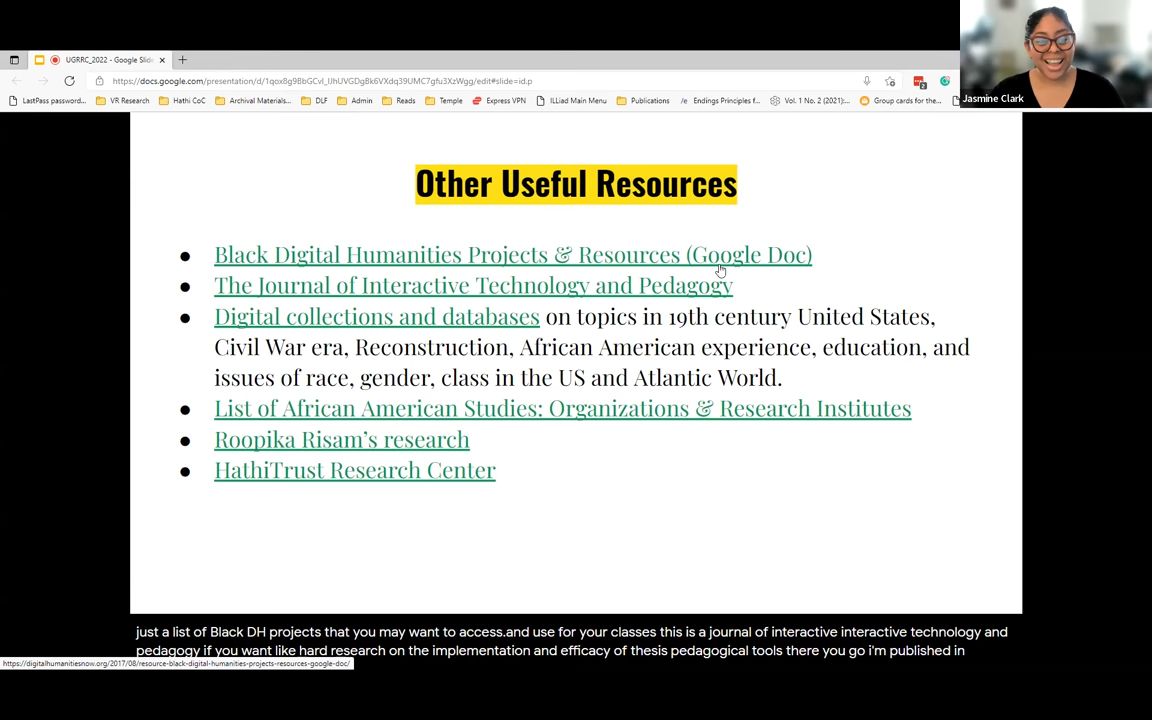 UGRRC_2022 - Google Slid
https://docs.google.com/presentation/d/1qox8g9BbGCvl_IJhUVGDgBk6VXdq39UMC7gfu3XzWgg/edit#slide=id.p
LastPass password...
VR Research
Hathi CoC
Archival Materials...
DLF
Admin
Reads
Temple
Express VPN
ILLiad Main Menu
Publications
Endings Principles f...
Vol. 1 No. 2 (2021):...
Group cards for the...
Jasmine Clark
Other Useful Resources
● Black Digital Humanities Projects & Resources (Google Doc)
● The Journal of Interactive Technology and Pedagogy
● Digital collections and databases on topics in 19th century United States,
Civil War era, Reconstruction, African American experience, education, and
issues of race, gender, class in the US and Atlantic World.
● List of African American Studies: Organizations & Research Institutes
● Roopika Risam's research
● HathiTrust Research Center
just a list of Black DH projects that you may want to access.and use for your classes this is a journal of interactive interactive technology and
pedagogy if you want like hard research on the implementation and efficacy of thesis pedagogical tools there you go i'm published in
https://digitalhumanitiesnow.org/2017/08/resource-black-digital-humanities-projects-resources-google-doc/